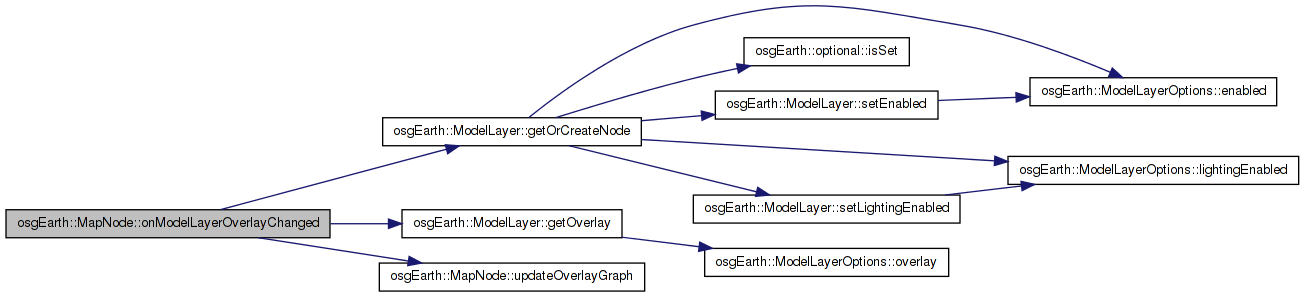 osgEarth::optional::isSet
osgEarth::ModelLayerOptions::enabled
osgEarth::ModelLayer::setEnabled
osgEarth::ModelLayer::getOrCreateNode
osgEarth::ModelLayerOptions::lightingEnabled
osgEarth::ModelLayer::setLightingEnabled
osgEarth::MapNode::onModelLayerOverlayChanged
osgEarth::ModelLayer::getOverlay
osgEarth::ModelLayerOptions::overlay
osgEarth::MapNode::updateOverlayGraph